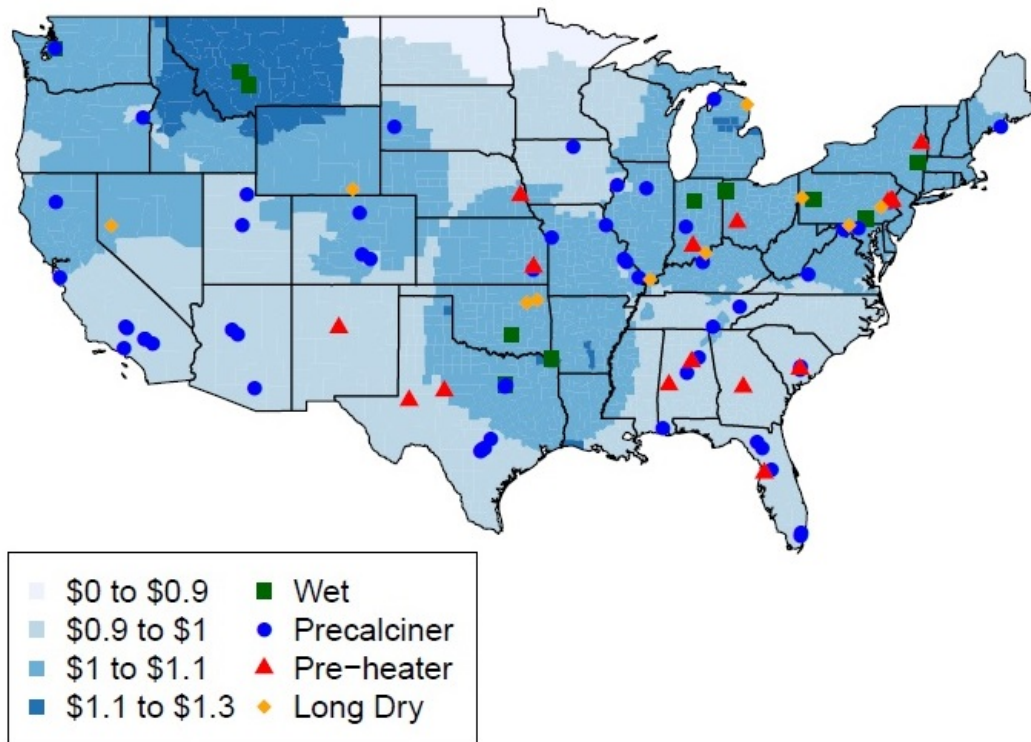 $0 to $0.9 Wet
$0.9 to $1 Precalciner
$1 to $1.1 Pre−heater
$1.1 to $1.3 Long Dry